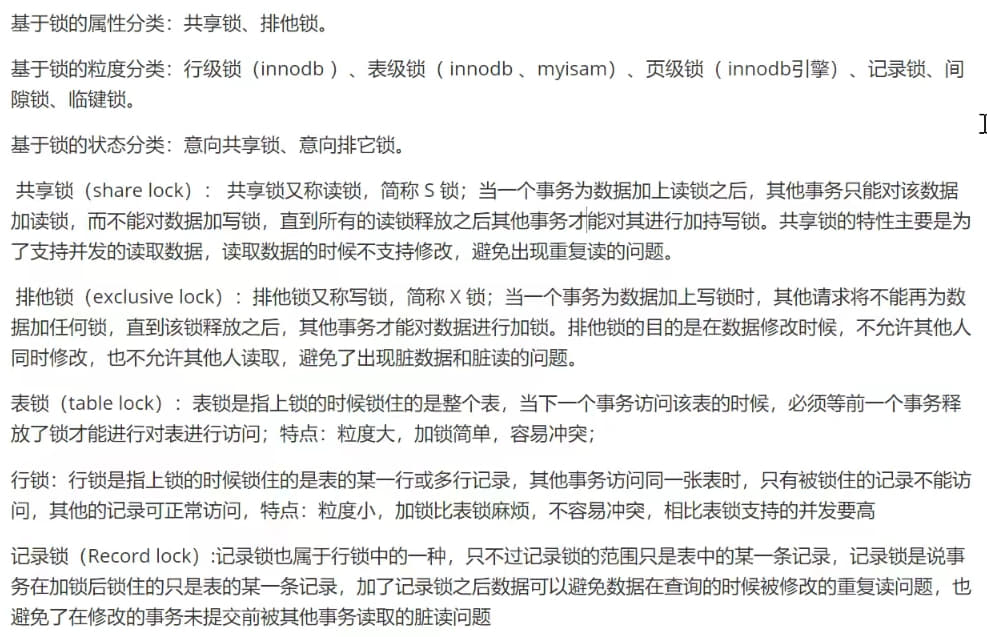 基于锁的属性分类：共享锁、排他锁。
基于锁的粒度分类：行级锁（innodb ）、表级锁（ innodb 、myisam）、页级锁（ innodb引擎）、记录锁、间
隙锁、临键锁。
基于锁的状态分类：意向共享锁、意向排它锁。
共享锁（share lock）： 共享锁又称读锁，简称 S 锁；当一个事务为数据加上读锁之后，其他事务只能对该数据
加读锁，而不能对数据加写锁，直到所有的读锁释放之后其他事务才能对其进行加持写锁。共享锁的特性主要是为
了支持并发的读取数据，读取数据的时候不支持修改，避免出现重复读的问题。
排他锁（exclusive lock）：排他锁又称写锁，简称 X 锁；当一个事务为数据加上写锁时，其他请求将不能再为数
据加任何锁，直到该锁释放之后，其他事务才能对数据进行加锁。排他锁的目的是在数据修改时候，不允许其他人
同时修改，也不允许其他人读取，避免了出现脏数据和脏读的问题。
表锁（table lock）：表锁是指上锁的时候锁住的是整个表，当下一个事务访问该表的时候，必须等前一个事务释
放了锁才能进行对表进行访问；特点：粒度大，加锁简单，容易冲突；
行锁：行锁是指上锁的时候锁住的是表的某一行或多行记录，其他事务访问同一张表时，只有被锁住的记录不能访
问，其他的记录可正常访问，特点：粒度小，加锁比表锁麻烦，不容易冲突，相比表锁支持的并发要高
记录锁（Record lock）:记录锁也属于行锁中的一种，只不过记录锁的范围只是表中的某一条记录，记录锁是说事
务在加锁后锁住的只是表的某一条记录，加了记录锁之后数据可以避免数据在查询的时候被修改的重复读问题，也
避免了在修改的事务未提交前被其他事务读取的脏读问题